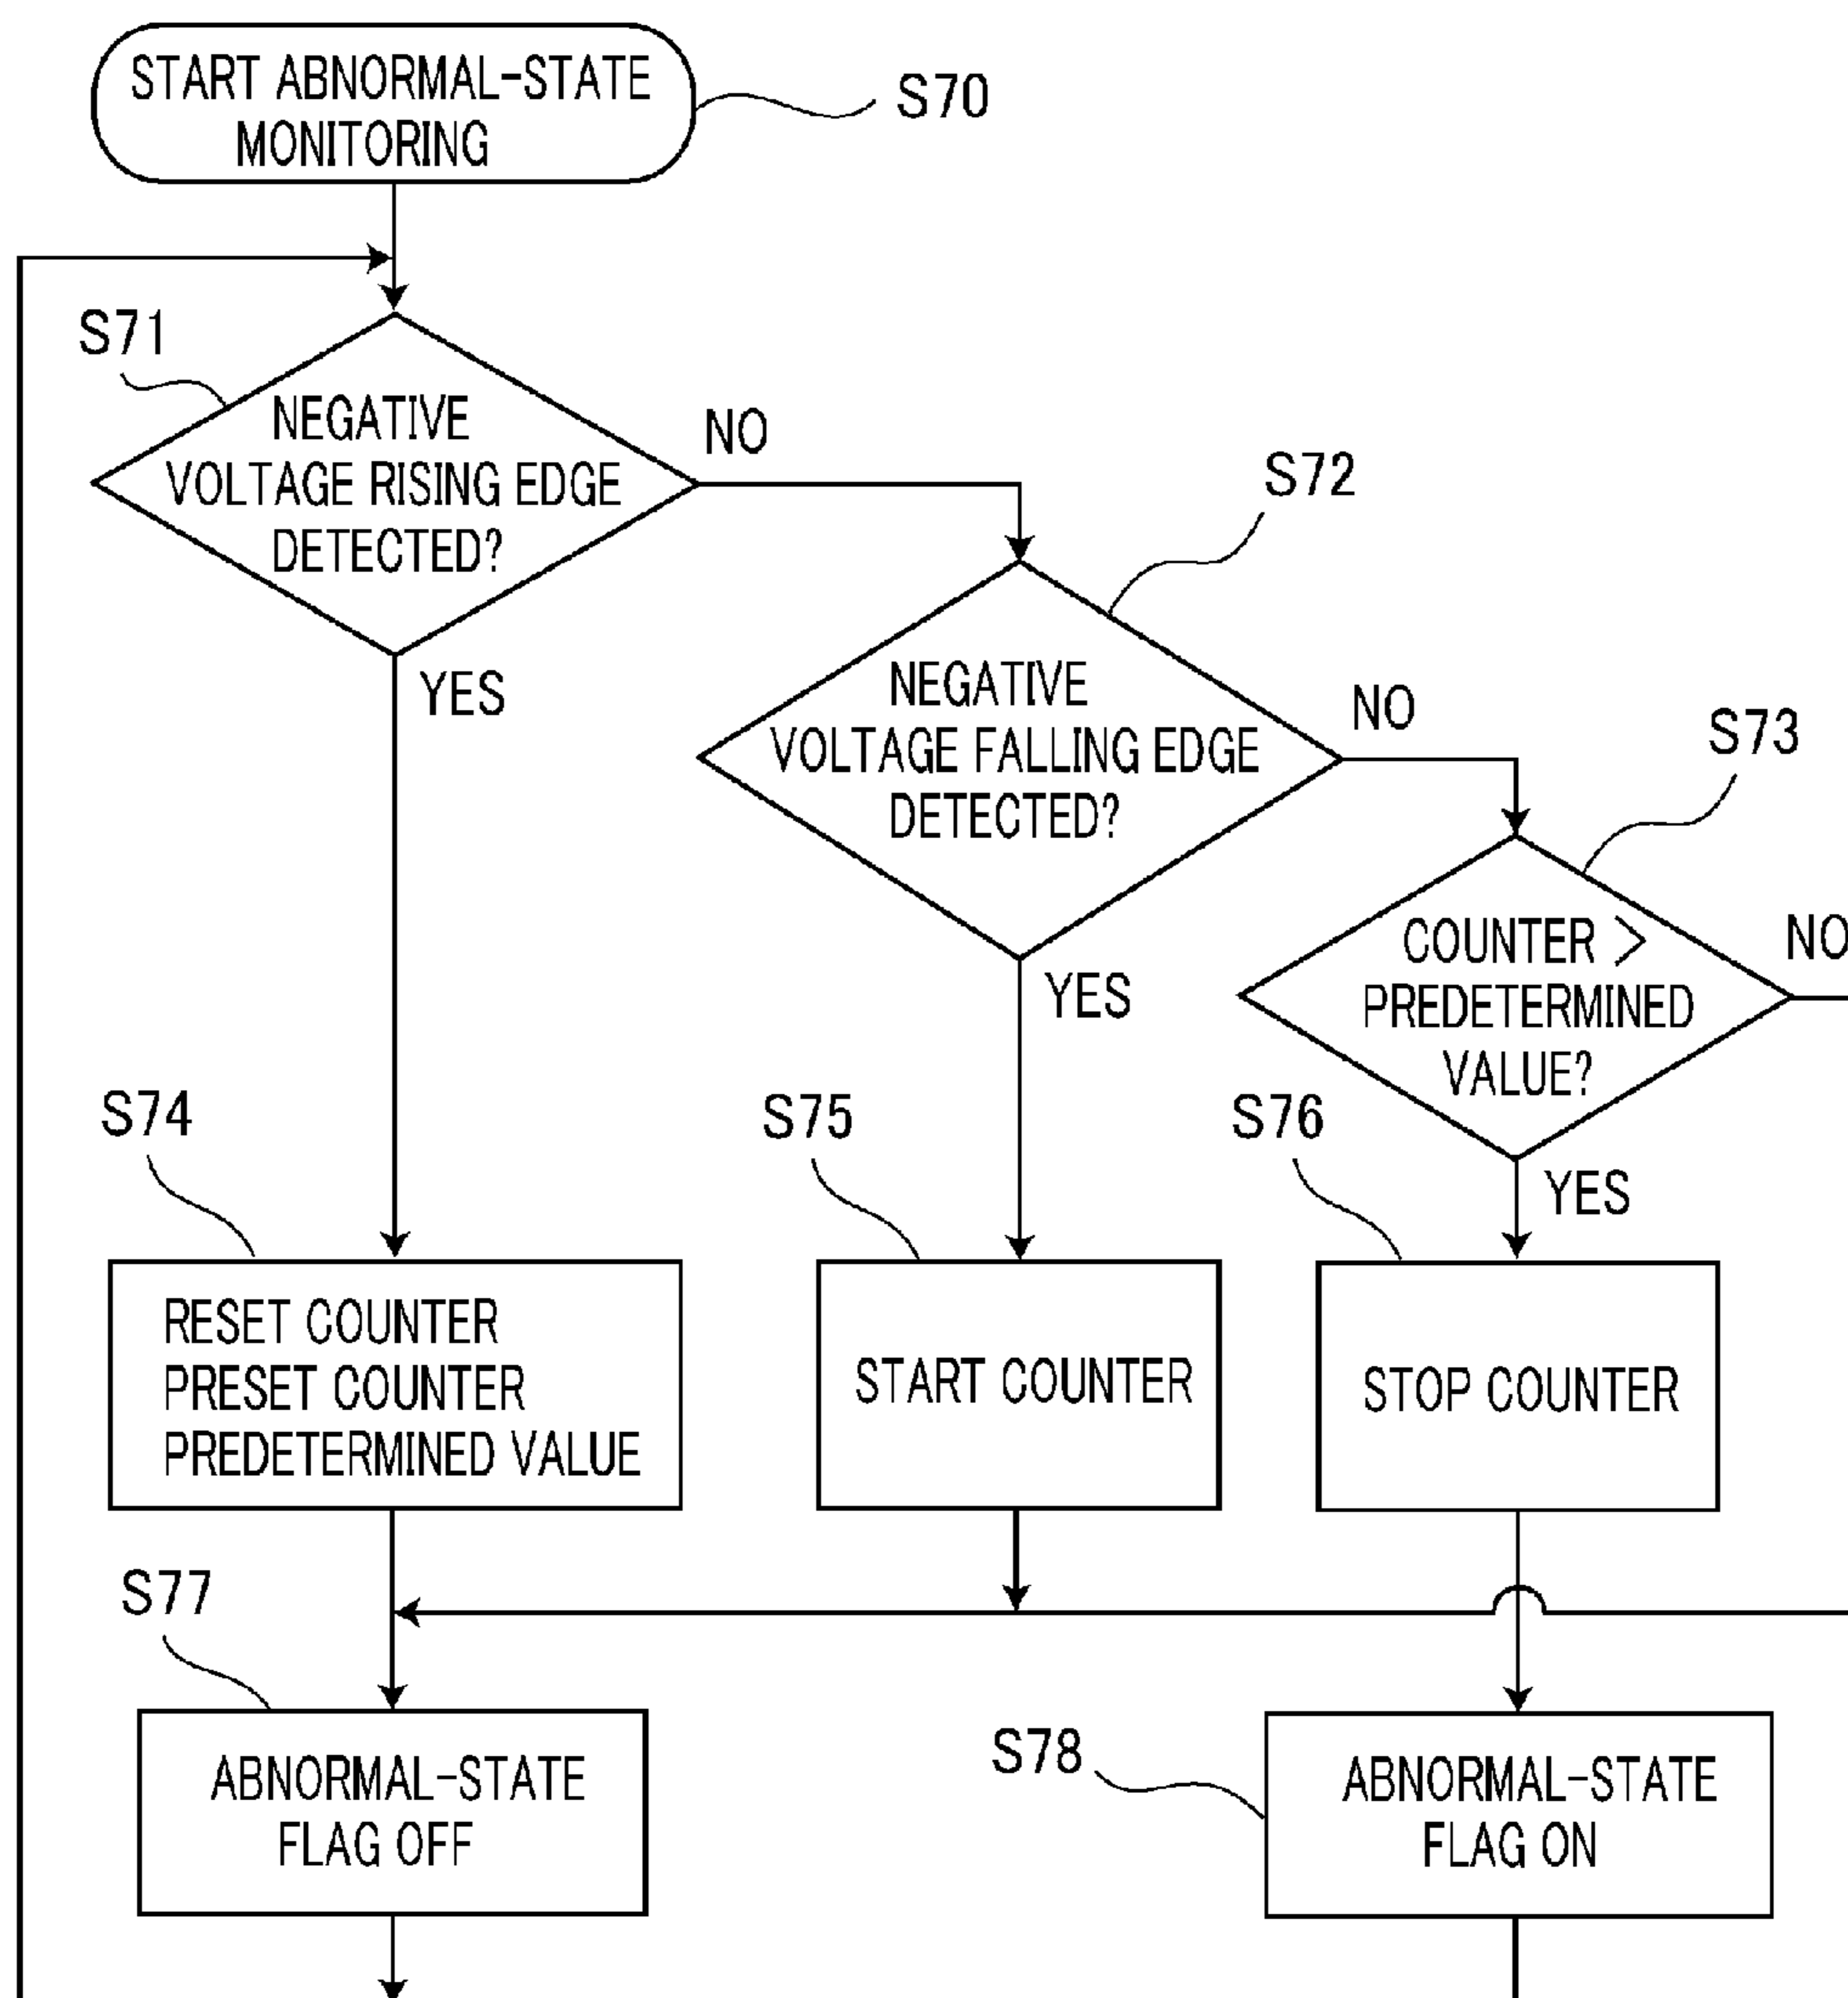 START ABNORMAL-STATE
MONITORING
S70
S71
NEGATIVE
VOLTAGE RISING EDGE
DETECTED?
NO
YES
S72
NEGATIVE
VOLTAGE FALLING EDGE
DETECTED?
NO
YES
S73
COUNTER >
PREDETERMINED
VALUE?
NO
YES
S74
RESET COUNTER
PRESET COUNTER
PREDETERMINED VALUE
S75
START COUNTER
S76
STOP COUNTER
S77
ABNORMAL-STATE
FLAG OFF
S78
ABNORMAL-STATE
FLAG ON